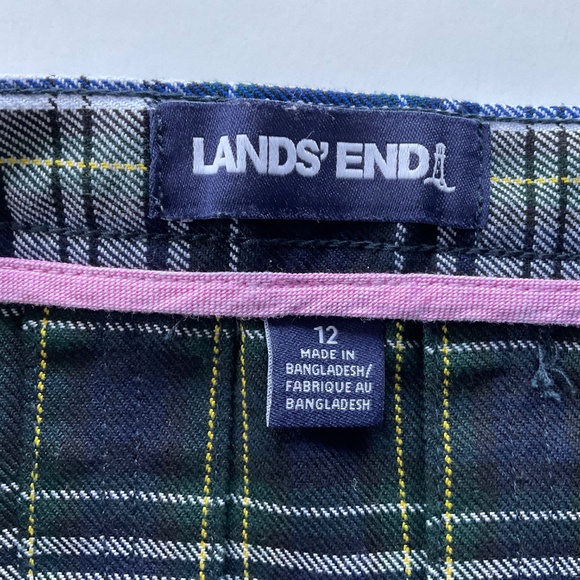 LANDS' END
12
MADE IN
BANGLADESH/
FABRIQUE AU
BANGLADESH